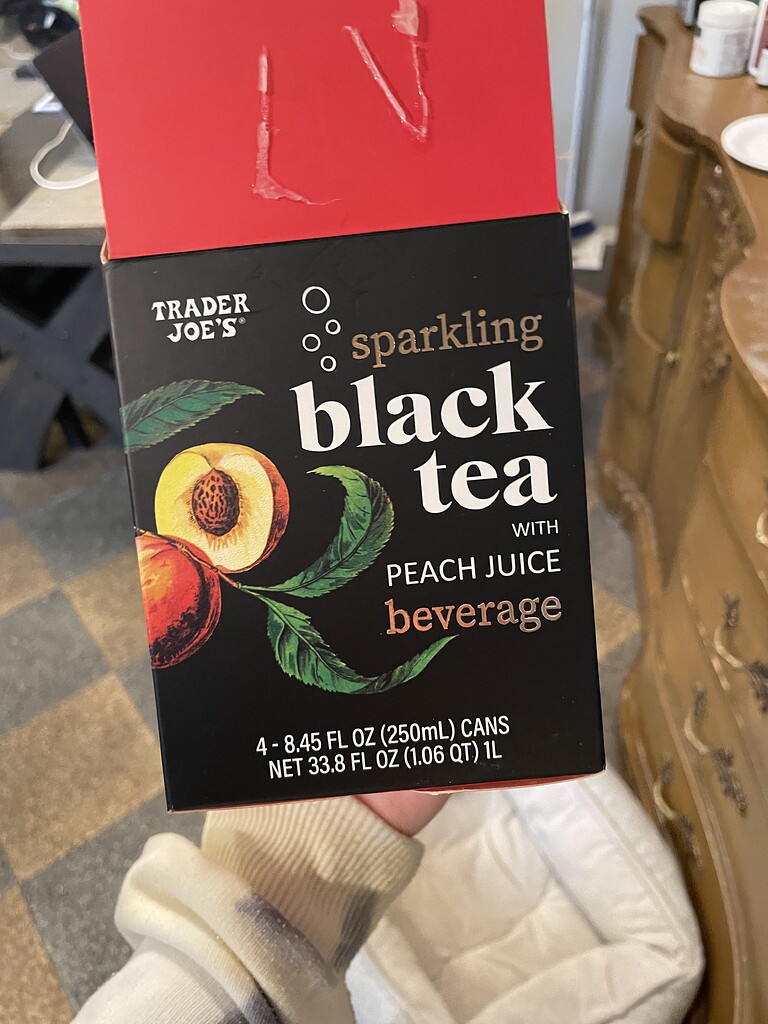 TRADER
JOE'S®
sparkling
black
tea
WITH
PEACH JUICE
beverage
4 - 8.45 FL OZ (250mL) CANS
NET 33.8 FL OZ (1.06 QT) 1L